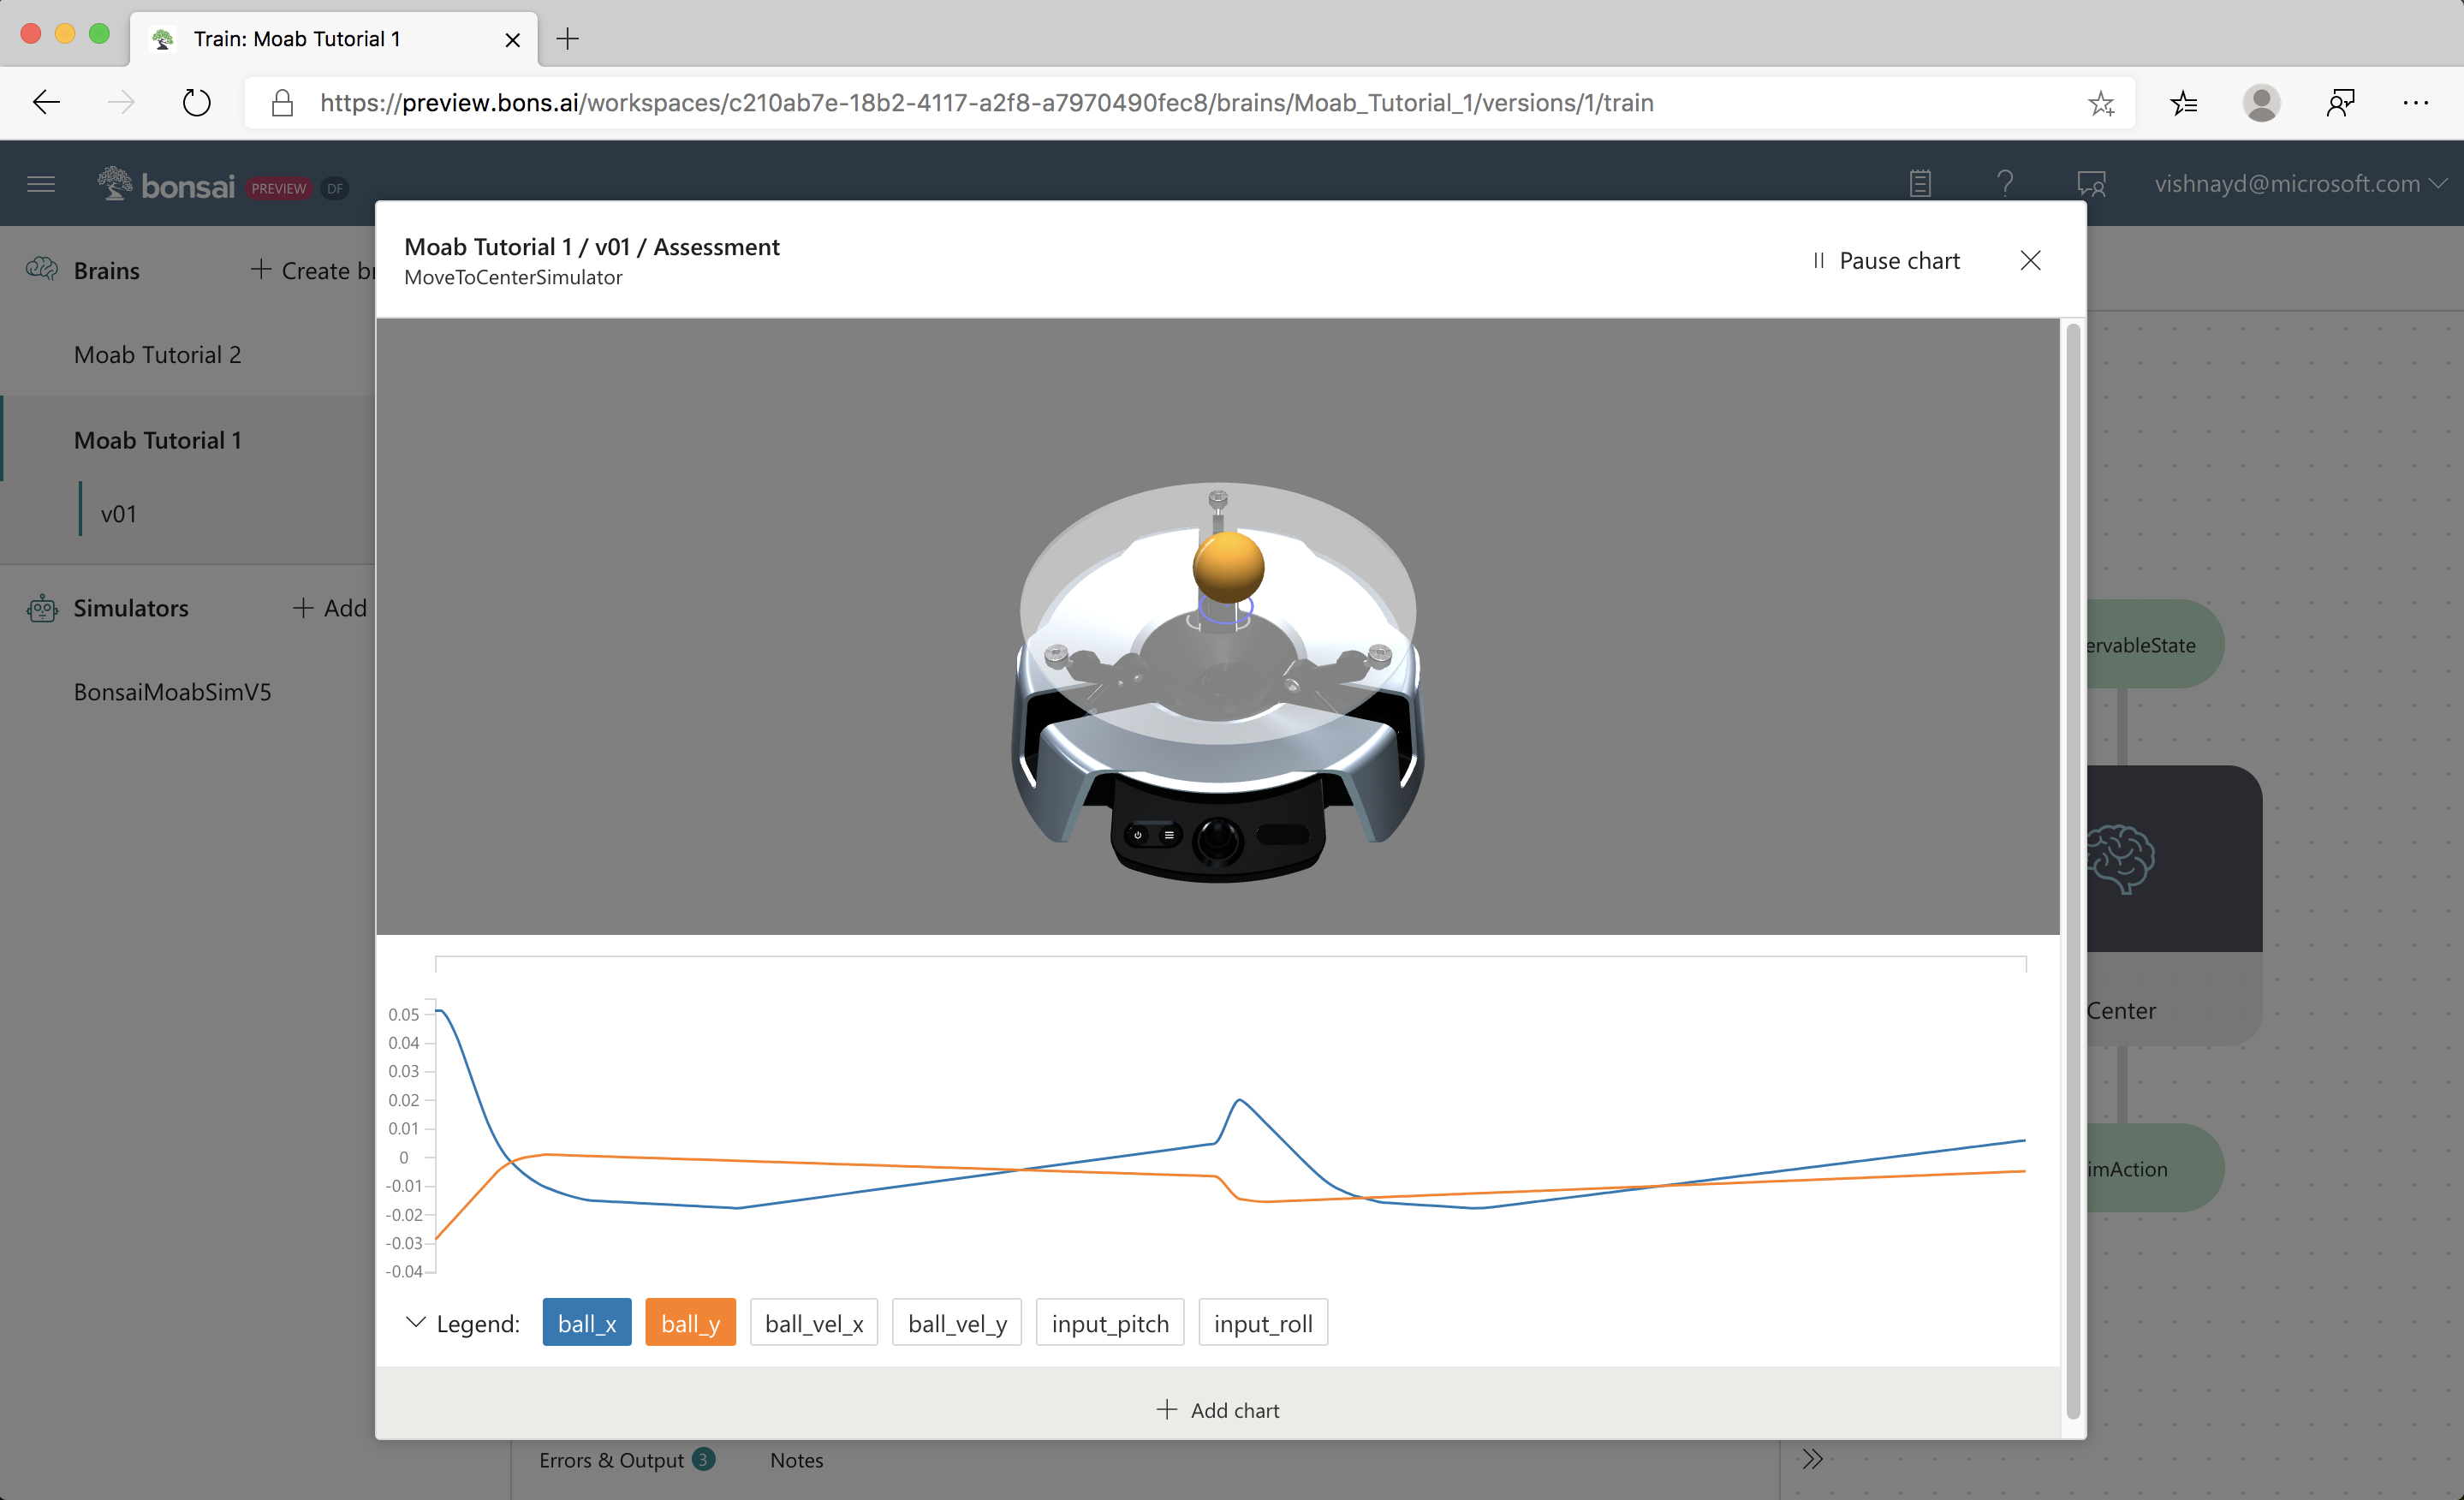 Train: Moab Tutorial 1
https://preview.bons.ai/workspaces/c210ab7e-18b2-4117-a2f8-a7970490fec8/brains/Moab_Tutorial_1/versions/1/train
bonsai PREVIEW DF
vishnayd@microsoft.com
Brains
+ Create br
Moab Tutorial 2
Moab Tutorial 1
v01
Simulators
+ Add
BonsaiMoabSimV5
Moab Tutorial 1 / v01 / Assessment
MoveToCenterSimulator
Pause chart
0.05
0.04
0.03
0.02
0.01
0
-0.01
-0.02
-0.03
-0.04
Legend: ball_x ball_y ball_vel_x ball_vel_y input_pitch input_roll
+ Add chart
ervableState
Center
imAction
Errors & Output 3
Notes